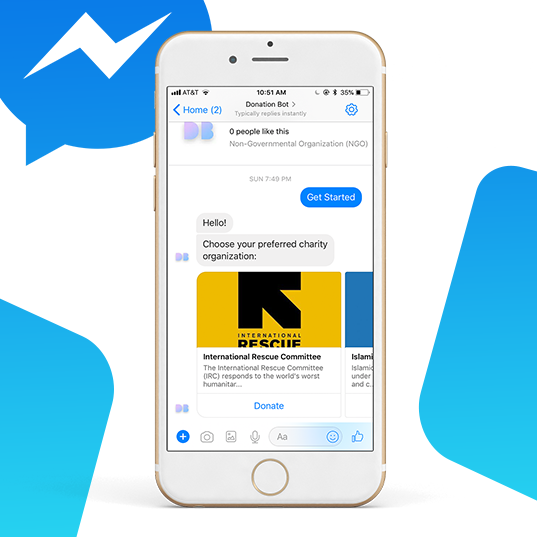 AT&T 10:51 AM 35%
Home (2) Donation Bot >
Typically replies instantly
DB 0 people like this
Non-Governmental Organization (NGO)
SUN 7:49 PM
Get Started
Hello!
Choose your preferred charity
organization:
DB
INTERNATIONAL
RESCUE
International Rescue Committee
The International Rescue Committee
(IRC) responds to the world's worst
humanitar...
Islami
Islamic
under
and c...
Donate
DB
Aa